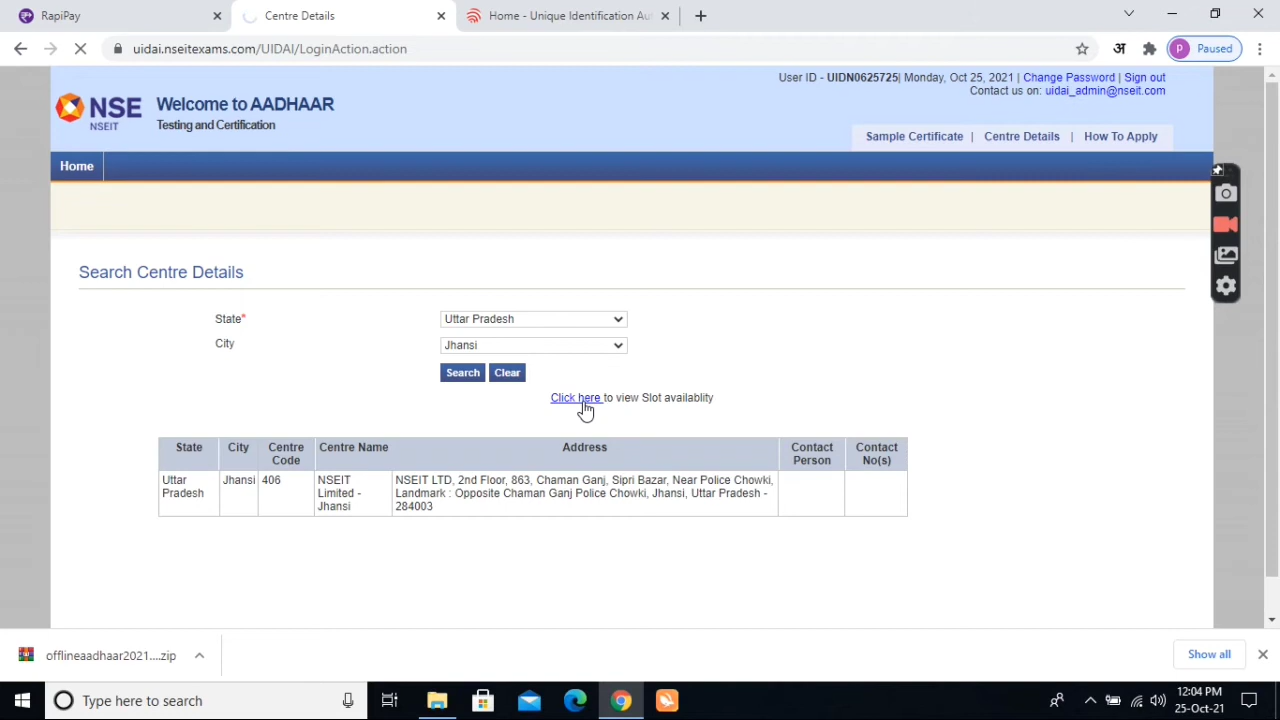 RapiPay
Centre Details
Home - Unique Identification Au
uidai.nseitexams.com/UIDAI/LoginAction.action
अ
P
Paused
User ID - UIDN0625725| Monday, Oct 25, 2021 | Change Password | Sign out
Contact us on: uidai_admin@nseit.com
NSE
NSEIT
Welcome to AADHAAR
Testing and Certification
Sample Certificate | Centre Details | How To Apply
Home
Search Centre Details
State* Uttar Pradesh
City Jhansi
Search Clear
Click here to view Slot availablity
State City Centre Code Centre Name Address Contact Person Contact No(s)
Uttar Pradesh Jhansi 406 NSEIT Limited - Jhansi NSEIT LTD, 2nd Floor, 863, Chaman Ganj, Sipri Bazar, Near Police Chowki, Landmark : Opposite Chaman Ganj Police Chowki, Jhansi, Uttar Pradesh - 284003
offlineaadhaar2021....zip
Show all
Type here to search
12:04 PM
25-Oct-21